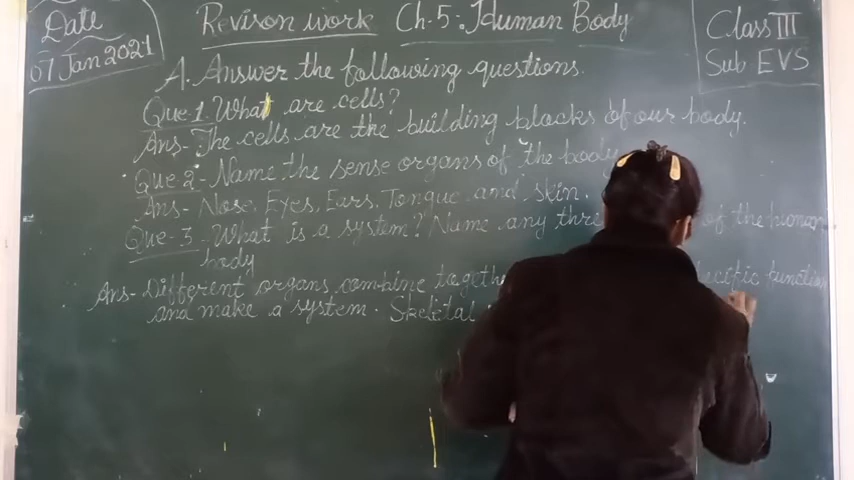 Date
07 Jan 2021
Revison work Ch-5: Human Body
Class III
Sub EVS
A. Answer the following questions.
Que-1. What are cells?
Ans- The cells are the building blocks of our body.
Que-2- Name the sense organs of the body
Ans- Nose, Eyes, Ears, Tongue and skin.
Que-3. What is a system? Name any of the human
body
Ans- Different organs combine function
and make a system. Skeletal